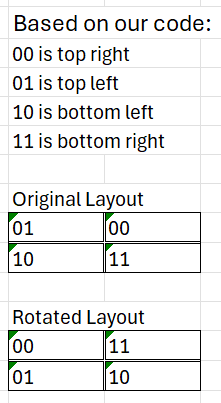 Based on our code:
00 is top right
01 is top left
10 is bottom left
11 is bottom right
Original Layout
01 00
10 11
Rotated Layout
00 11
01 10